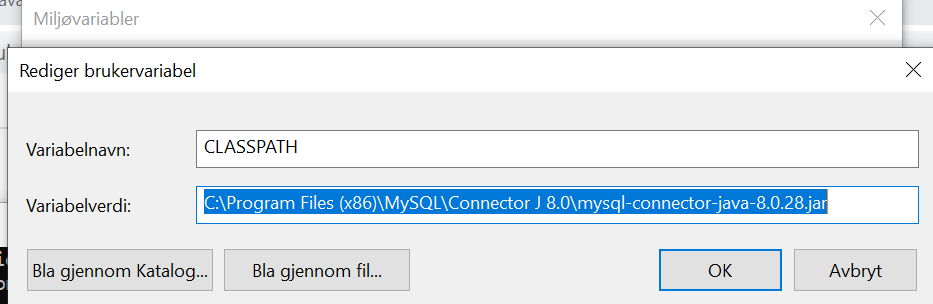 Miljøvariabler
Rediger brukervariabel
Variabelnavn:
CLASSPATH
Variabelverdi:
C:\Program Files (x86)\MySQL\Connector J 8.0\mysql-connector-java-8.0.28.jar
Bla gjennom Katalog...
Bla gjennom fil...
OK
Avbryt